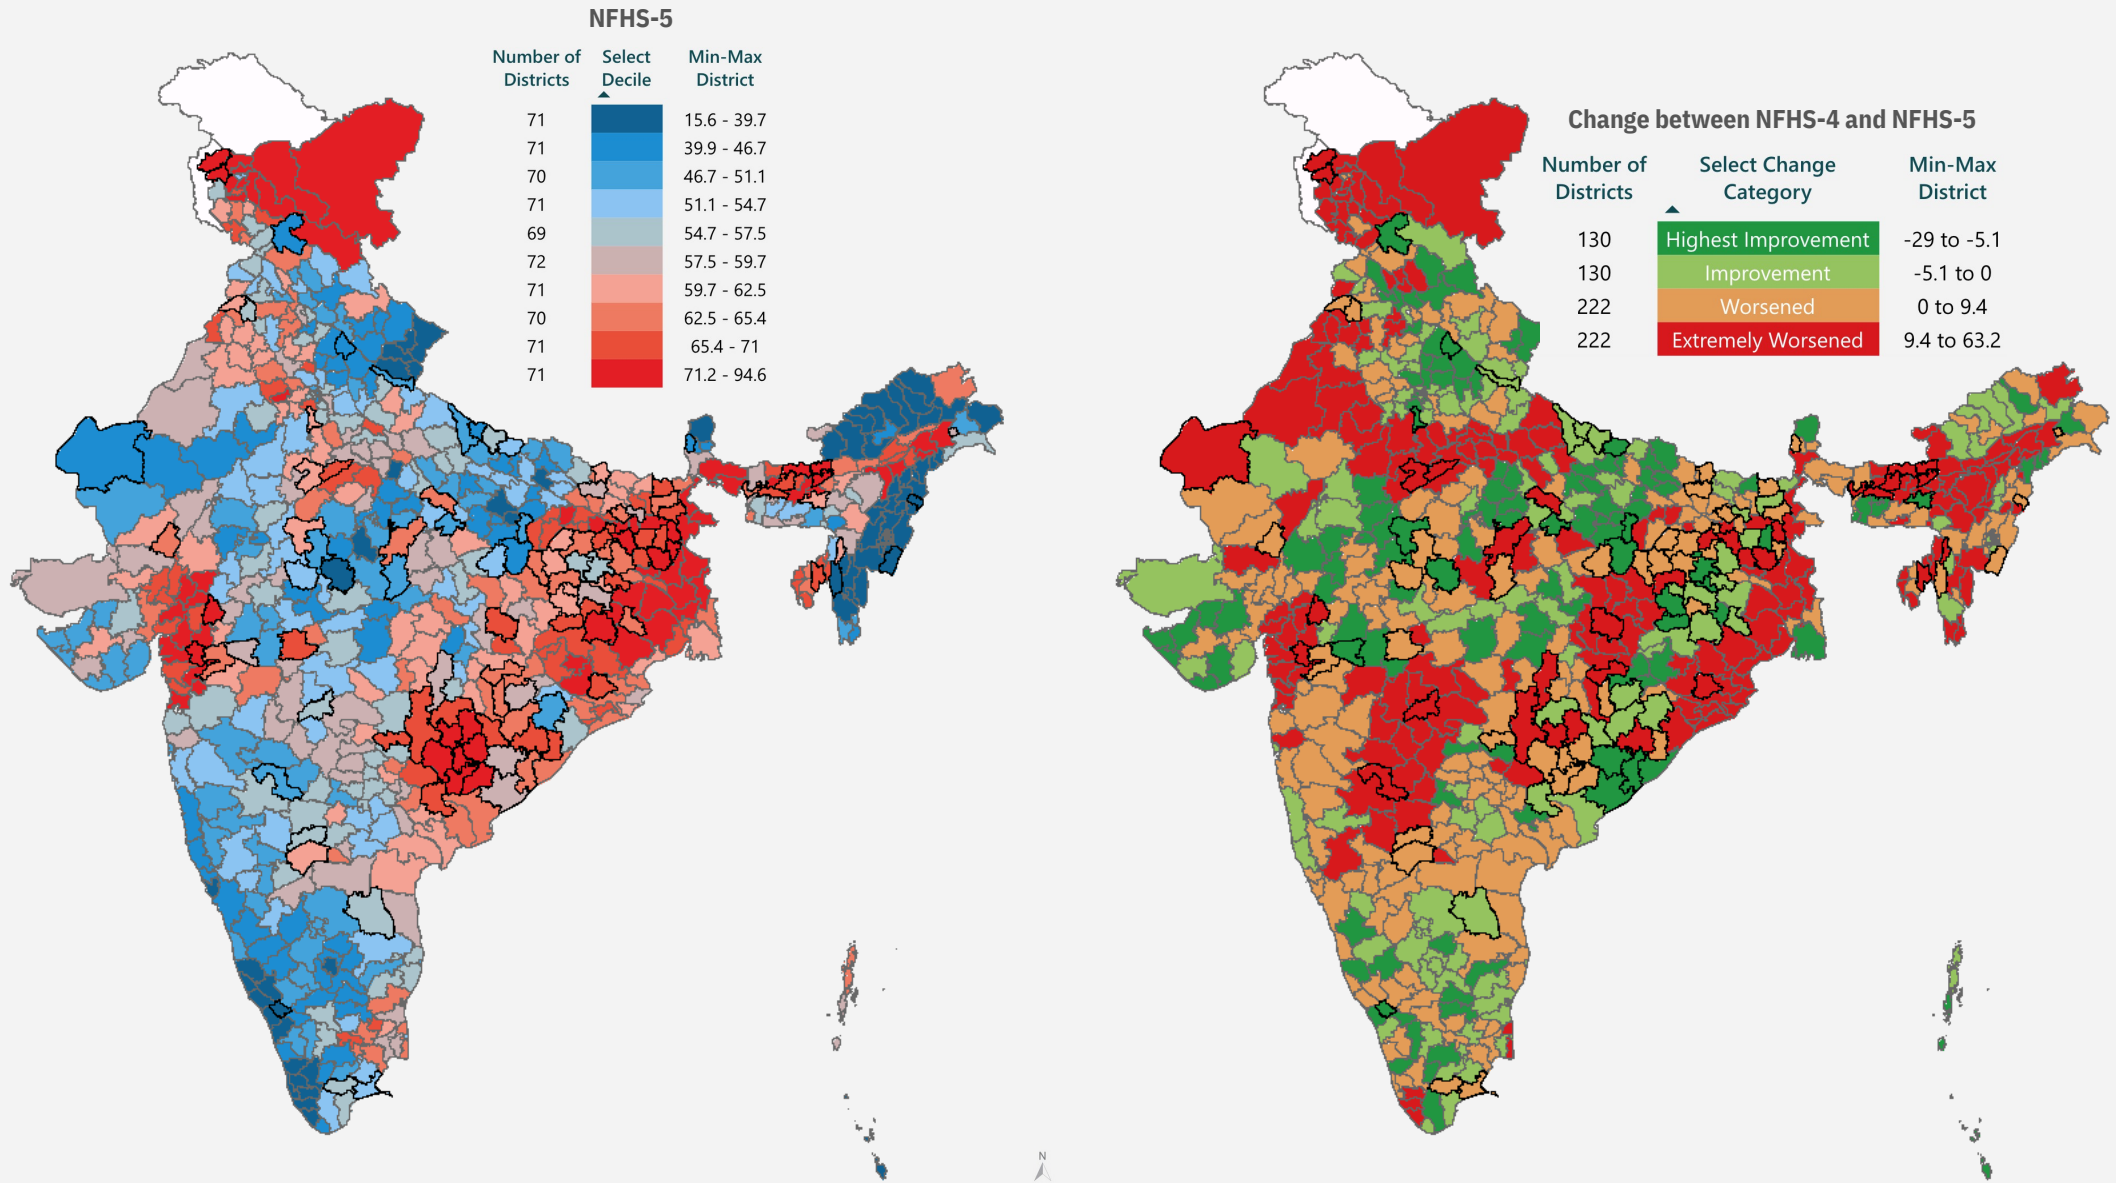 NFHS-5
Number of Districts Select Decile Min-Max District
71 15.6 - 39.7
71 39.9 - 46.7
70 46.7 - 51.1
71 51.1 - 54.7
69 54.7 - 57.5
72 57.5 - 59.7
71 59.7 - 62.5
70 62.5 - 65.4
71 65.4 - 71
71 71.2 - 94.6
Change between NFHS-4 and NFHS-5
Number of Districts Select Change Category Min-Max District
130 Highest Improvement -29 to -5.1
130 Improvement -5.1 to 0
222 Worsened 0 to 9.4
222 Extremely Worsened 9.4 to 63.2
N